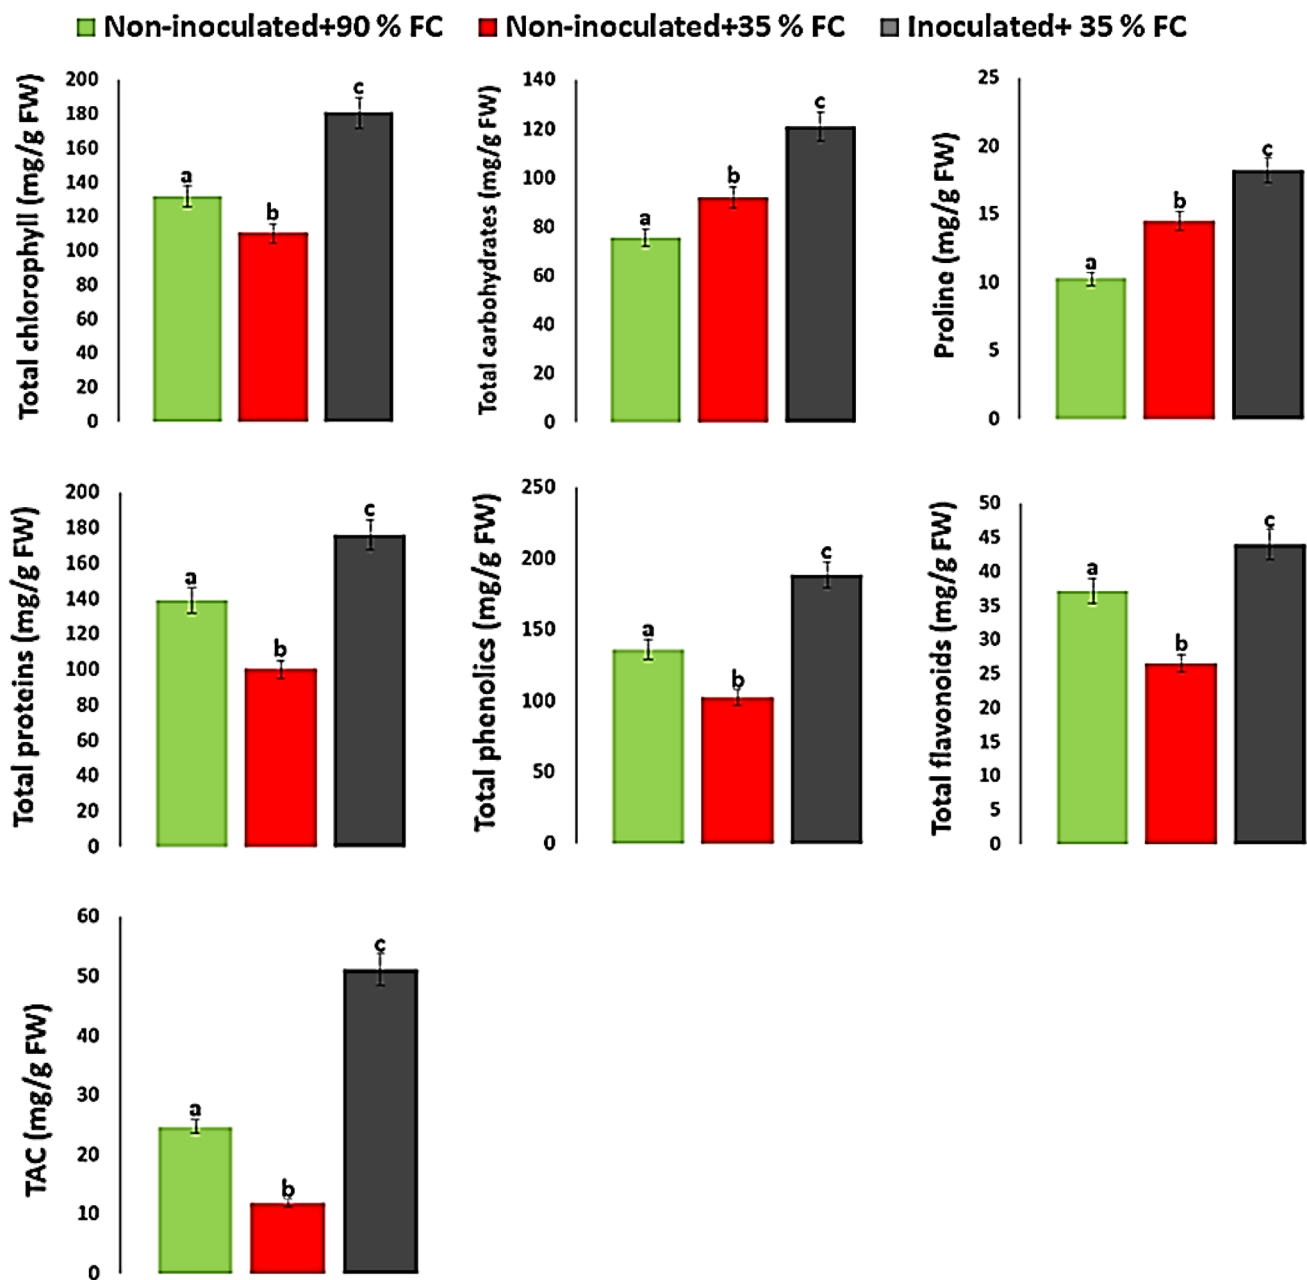 Non-inoculated+90 % FC
Non-inoculated+35 % FC
Inoculated+ 35 % FC
Total chlorophyll (mg/g FW)
200
180
160
140
120
100
80
60
40
20
0
a
b
c
Total carbohydrates (mg/g FW)
140
120
100
80
60
40
20
0
a
b
c
Proline (mg/g FW)
25
20
15
10
5
0
a
b
c
Total proteins (mg/g FW)
200
180
160
140
120
100
80
60
40
20
0
a
b
c
Total phenolics (mg/g FW)
250
200
150
100
50
0
a
b
c
Total flavonoids (mg/g FW)
50
45
40
35
30
25
20
15
10
5
0
a
b
c
TAC (mg/g FW)
60
50
40
30
20
10
0
a
b
c